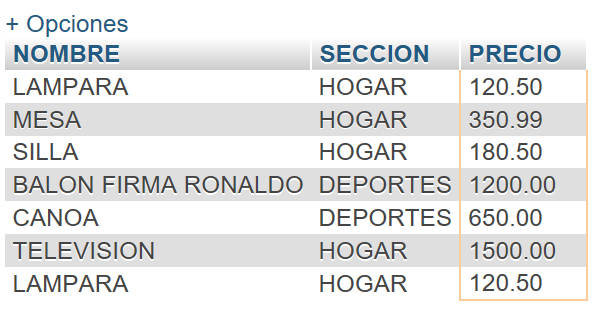 + Opciones
NOMBRE SECCION PRECIO
LAMPARA HOGAR 120.50
MESA HOGAR 350.99
SILLA HOGAR 180.50
BALON FIRMA RONALDO DEPORTES 1200.00
CANOA DEPORTES 650.00
TELEVISION HOGAR 1500.00
LAMPARA HOGAR 120.50